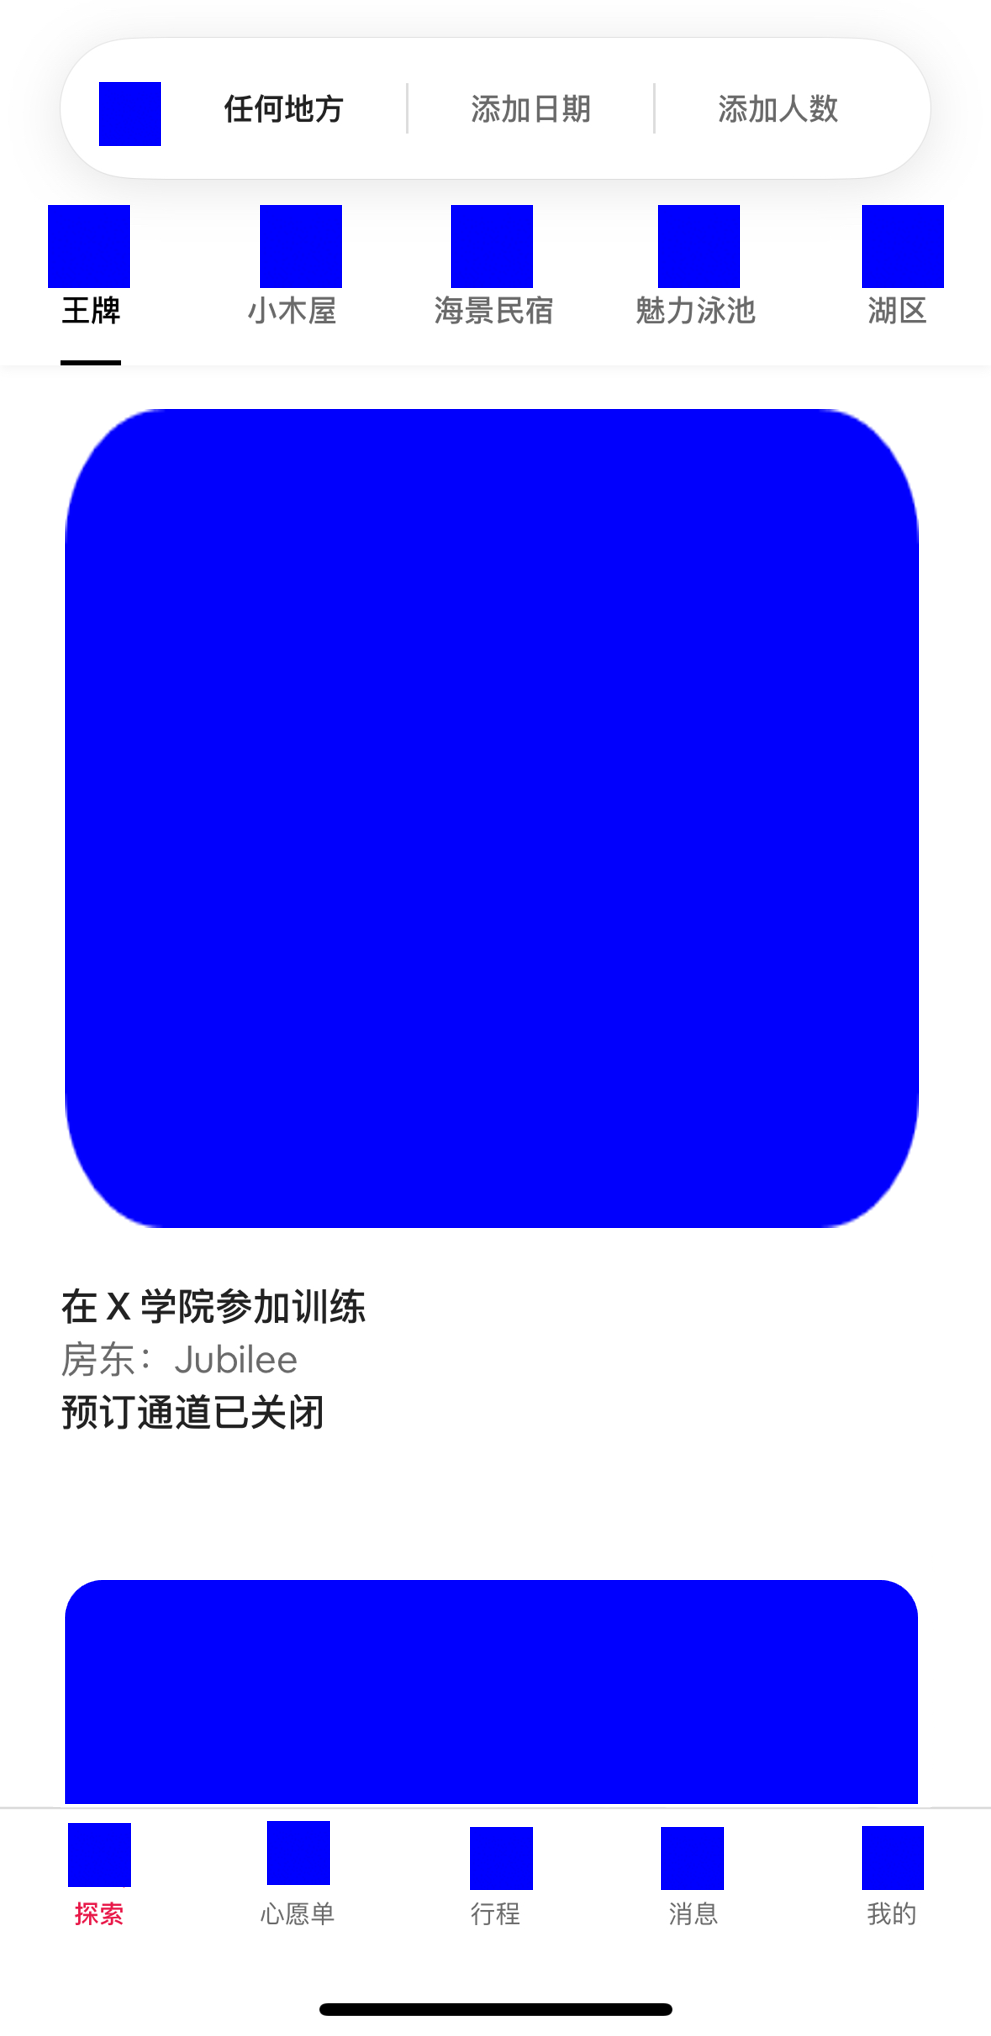 任何地方 添加日期 添加人数
王牌 小木屋 海景民宿 魅力泳池 湖区
在 X 学院参加训练
房东：Jubilee
预订通道已关闭
探索 心愿单 行程 消息 我的